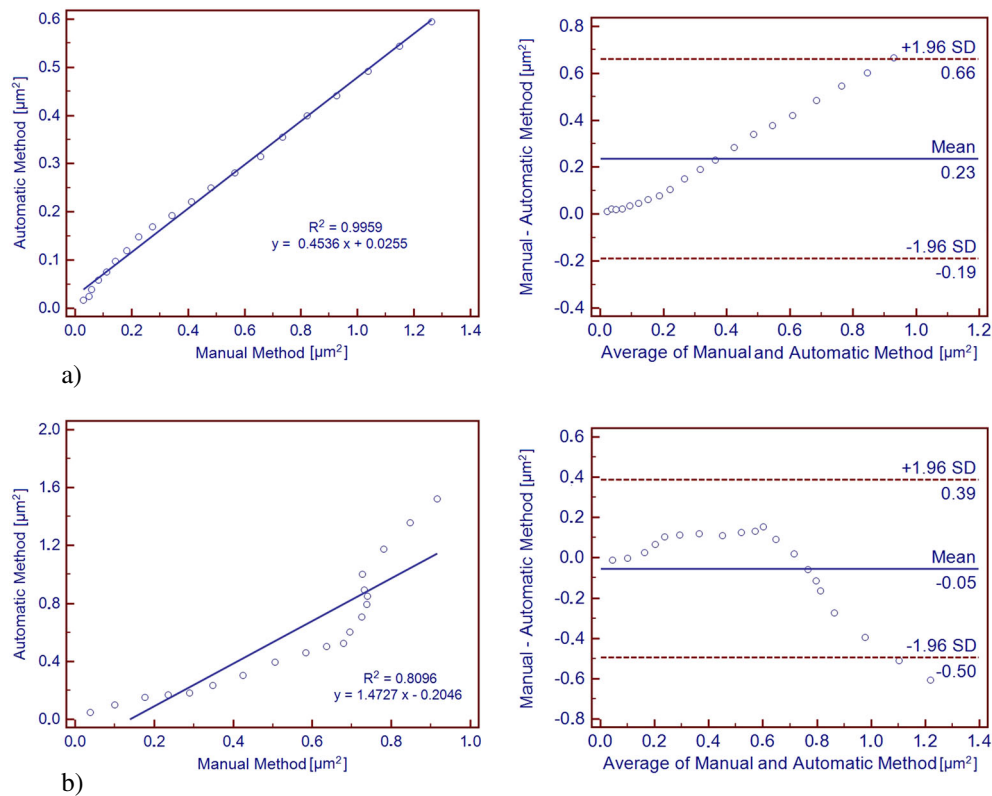 0.6
0.5
0.4
0.3
0.2
0.1
0.0
Automatic Method [µm²]
R² = 0.9959
y = 0.4536 x + 0.0255
0.0 0.2 0.4 0.6 0.8 1.0 1.2 1.4
Manual Method [µm²]
a)
0.8
0.6
0.4
0.2
0.0
-0.2
-0.4
Manual - Automatic Method [µm²]
+1.96 SD
0.66
Mean
0.23
-1.96 SD
-0.19
0.0 0.2 0.4 0.6 0.8 1.0 1.2
Average of Manual and Automatic Method [µm²]
2.0
1.6
1.2
0.8
0.4
0.0
Automatic Method [µm²]
R² = 0.8096
y = 1.4727 x - 0.2046
0.0 0.2 0.4 0.6 0.8 1.0
Manual Method [µm²]
b)
0.6
0.4
0.2
0.0
-0.2
-0.4
-0.6
-0.8
Manual - Automatic Method [µm²]
+1.96 SD
0.39
Mean
-0.05
-1.96 SD
-0.50
0.0 0.2 0.4 0.6 0.8 1.0 1.2 1.4
Average of Manual and Automatic Method [µm²]